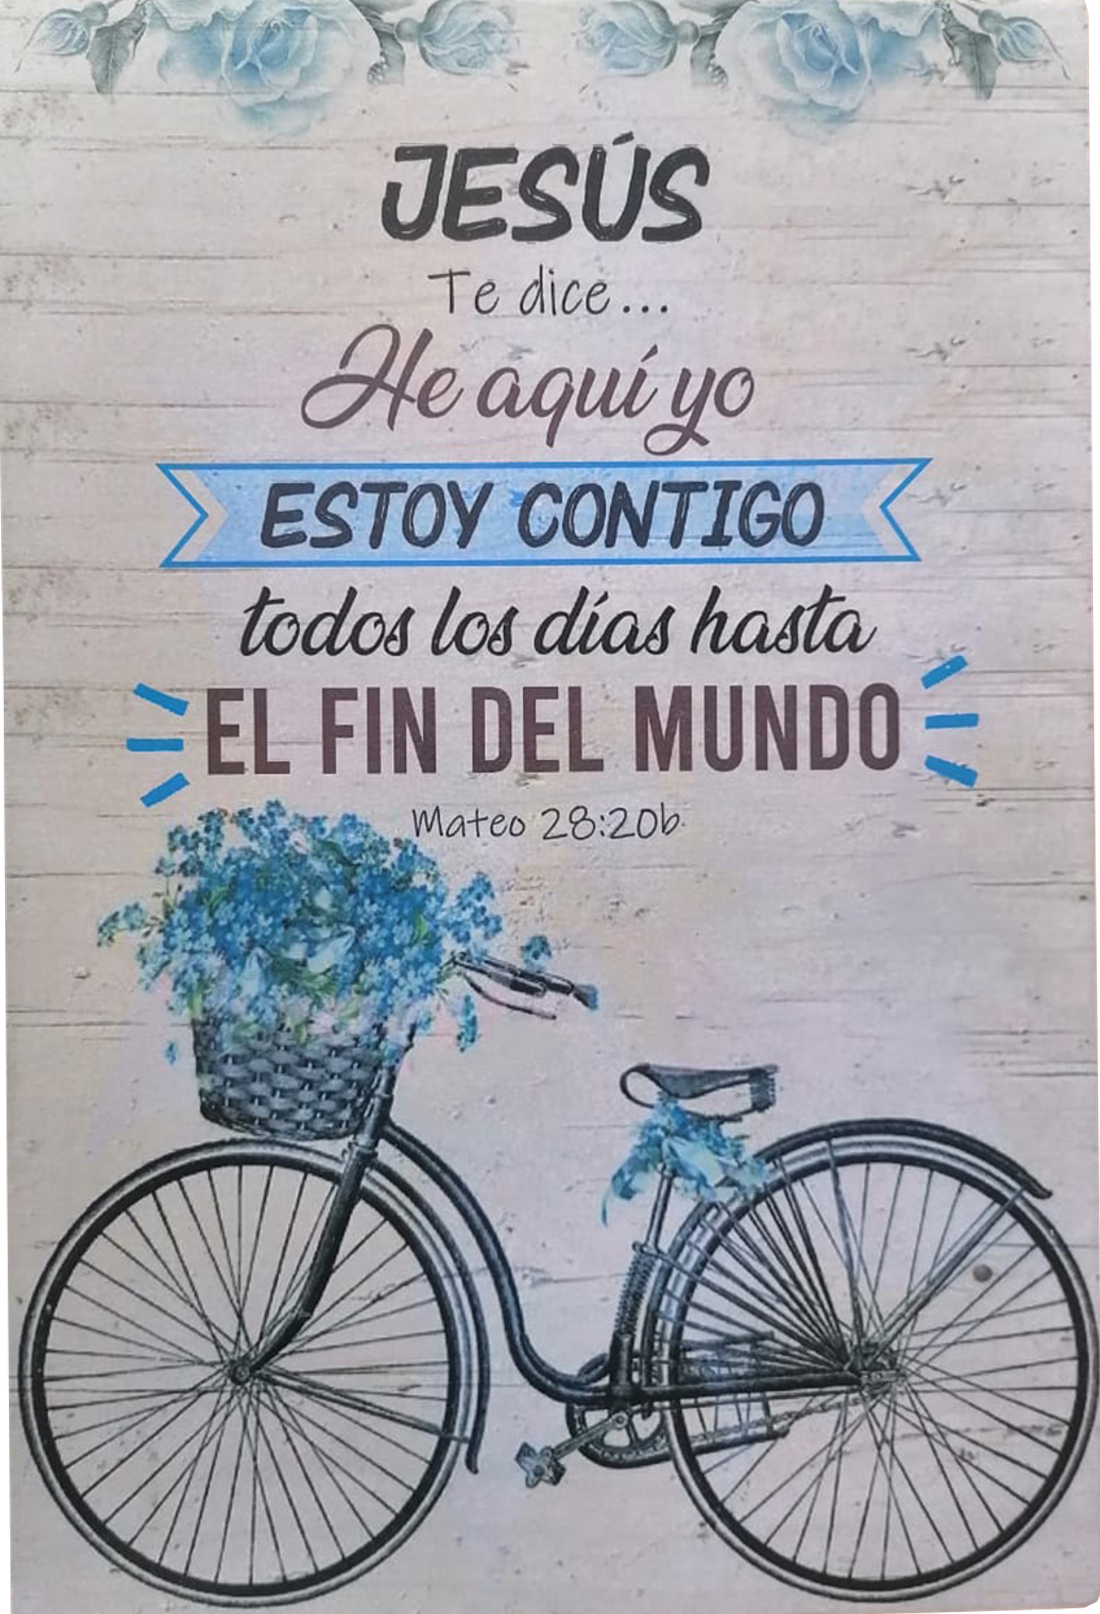 JESÚS
Te dice...
He aquí yo
ESTOY CONTIGO
todos los días hasta
EL FIN DEL MUNDO
Mateo 28:20b